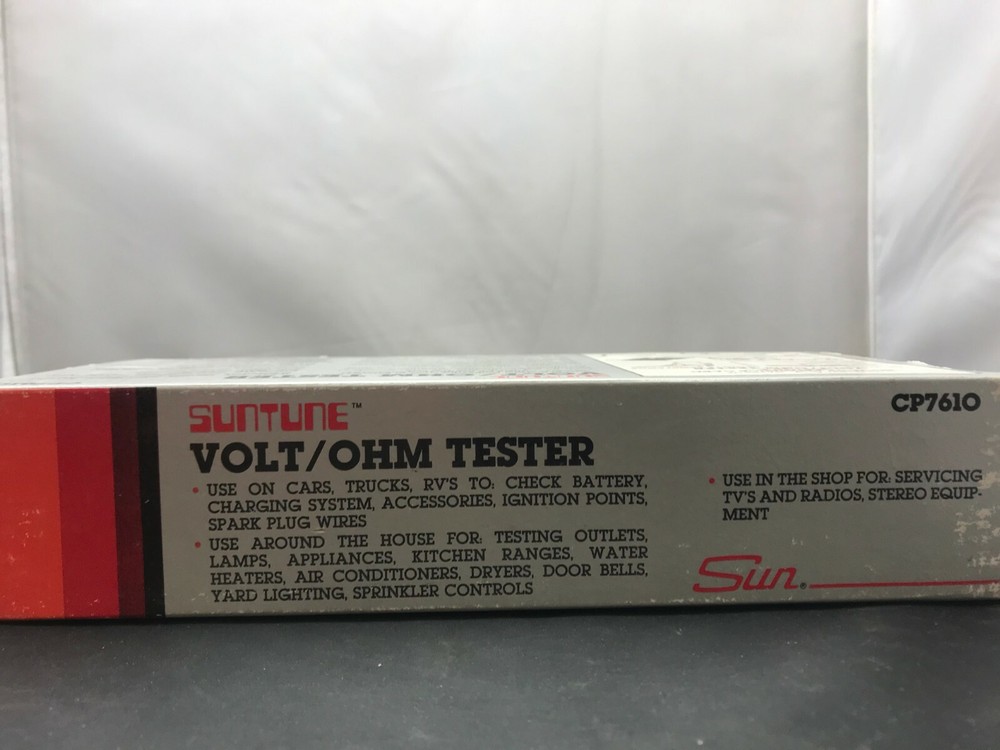 SUNTUNE™
VOLT/OHM TESTER
• USE ON CARS, TRUCKS, RV'S TO: CHECK BATTERY,
CHARGING SYSTEM, ACCESSORIES, IGNITION POINTS,
SPARK PLUG WIRES
• USE AROUND THE HOUSE FOR: TESTING OUTLETS,
LAMPS, APPLIANCES, KITCHEN RANGES, WATER
HEATERS, AIR CONDITIONERS, DRYERS, DOOR BELLS,
YARD LIGHTING, SPRINKLER CONTROLS
CP7610
• USE IN THE SHOP FOR: SERVICING
TV'S AND RADIOS, STEREO EQUIP-
MENT
Sun®